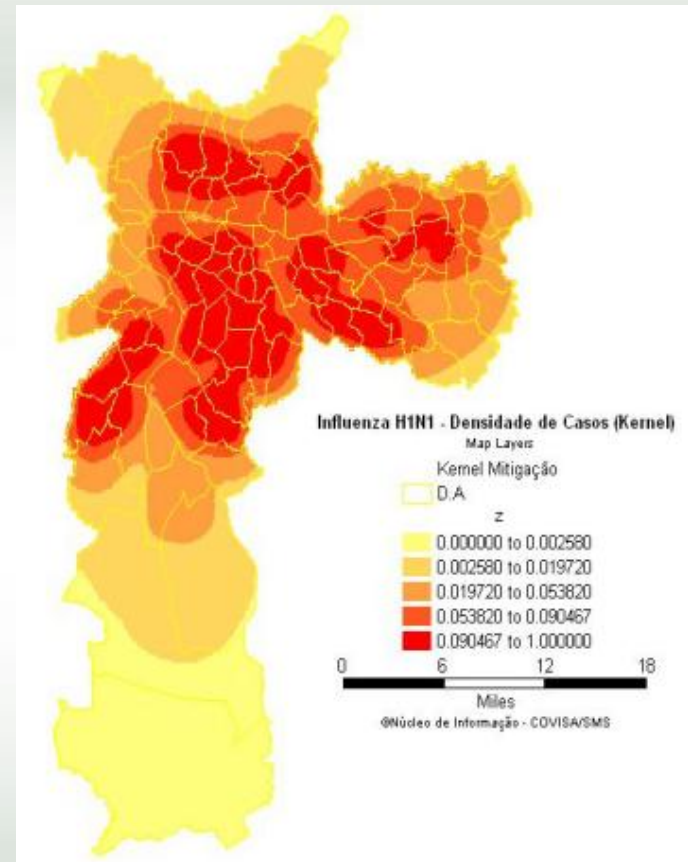 Influenza H1N1 - Densidade de Casos (Kernel)
Map Layers
Kernel Mitigação
D.A
z
0.000000 to 0.002580
0.002580 to 0.019720
0.019720 to 0.053820
0.053820 to 0.090467
0.090467 to 1.000000
0 6 12 18
Miles
©Núcleo de Informação - COVISA/SMS